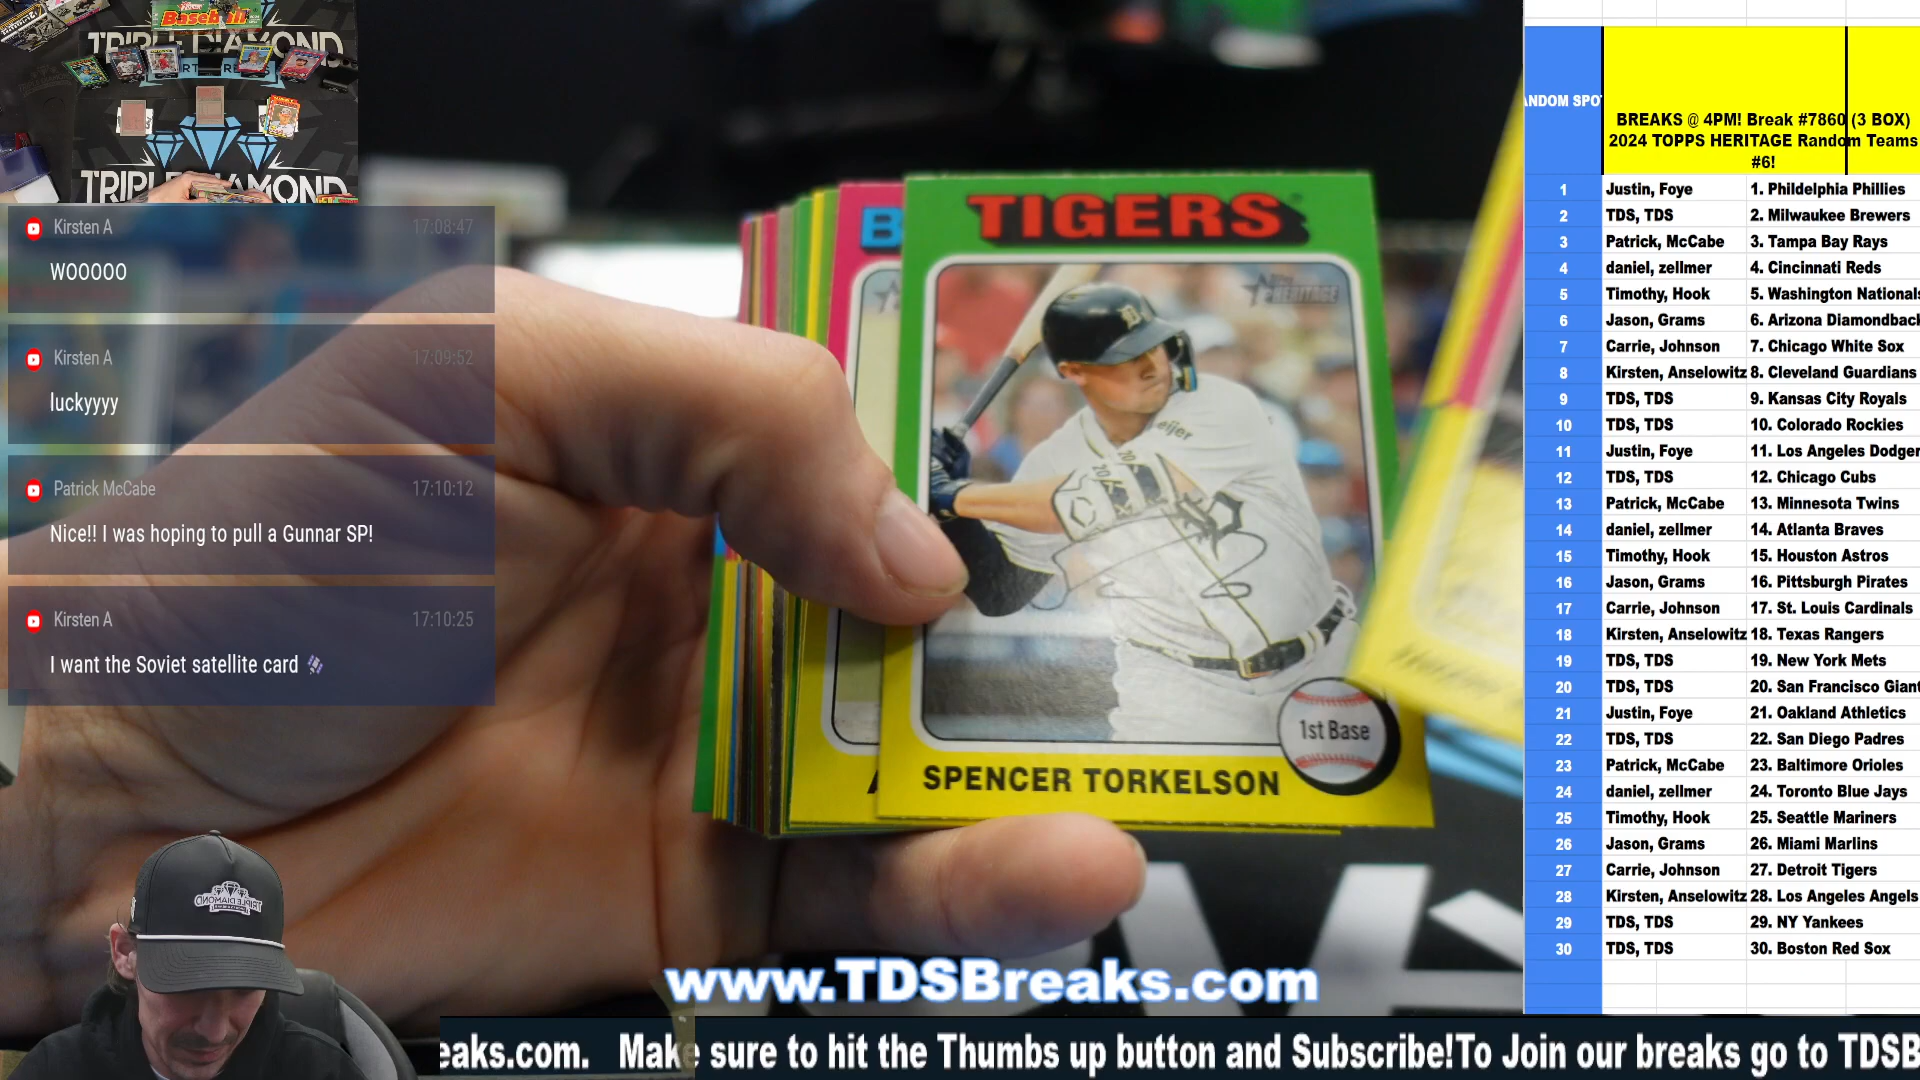 Baseball
TRIPLE DIAMOND
TRIPLE DIAMOND
Kirsten A 17:08:47
WOOOOO
Kirsten A 17:09:52
luckyyyy
Patrick McCabe 17:10:12
Nice!! I was hoping to pull a Gunnar SP!
Kirsten A 17:10:25
I want the Soviet satellite card
B
TIGERS
HERITAGE
eijer
20
1st Base
SPENCER TORKELSON
TRIPLE DIAMOND
www.TDSBreaks.com
eaks.com. Make sure to hit the Thumbs up button and Subscribe!To Join our breaks go to TDSB
ANDOM SPOT
BREAKS @ 4PM! Break #7860 (3 BOX)
2024 TOPPS HERITAGE Random Teams
#6!
1 Justin, Foye 1. Phildelphia Phillies
2 TDS, TDS 2. Milwaukee Brewers
3 Patrick, McCabe 3. Tampa Bay Rays
4 daniel, zellmer 4. Cincinnati Reds
5 Timothy, Hook 5. Washington Nationals
6 Jason, Grams 6. Arizona Diamondback
7 Carrie, Johnson 7. Chicago White Sox
8 Kirsten, Anselowitz 8. Cleveland Guardians
9 TDS, TDS 9. Kansas City Royals
10 TDS, TDS 10. Colorado Rockies
11 Justin, Foye 11. Los Angeles Dodger
12 TDS, TDS 12. Chicago Cubs
13 Patrick, McCabe 13. Minnesota Twins
14 daniel, zellmer 14. Atlanta Braves
15 Timothy, Hook 15. Houston Astros
16 Jason, Grams 16. Pittsburgh Pirates
17 Carrie, Johnson 17. St. Louis Cardinals
18 Kirsten, Anselowitz 18. Texas Rangers
19 TDS, TDS 19. New York Mets
20 TDS, TDS 20. San Francisco Giant
21 Justin, Foye 21. Oakland Athletics
22 TDS, TDS 22. San Diego Padres
23 Patrick, McCabe 23. Baltimore Orioles
24 daniel, zellmer 24. Toronto Blue Jays
25 Timothy, Hook 25. Seattle Mariners
26 Jason, Grams 26. Miami Marlins
27 Carrie, Johnson 27. Detroit Tigers
28 Kirsten, Anselowitz 28. Los Angeles Angels
29 TDS, TDS 29. NY Yankees
30 TDS, TDS 30. Boston Red Sox